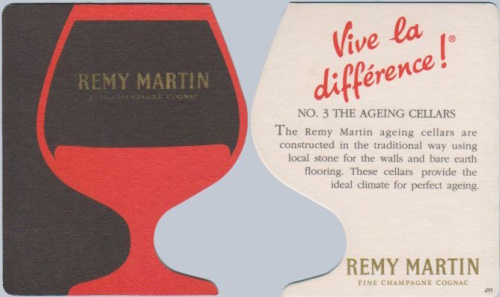 REMY MARTIN
FINE CHAMPAGNE COGNAC
Vive la
différence!®
NO. 3 THE AGEING CELLARS
The Remy Martin ageing cellars are
constructed in the traditional way using
local stone for the walls and bare earth
flooring. These cellars provide the
ideal climate for perfect ageing.
REMY MARTIN
FINE CHAMPAGNE COGNAC